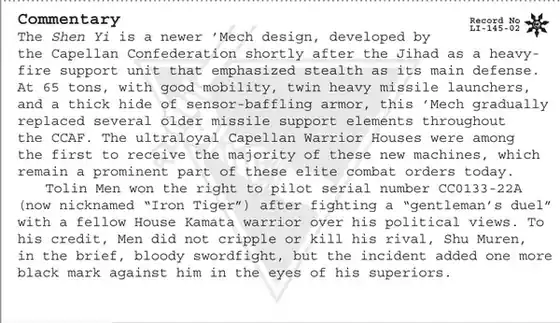 Commentary
Record No
LI-145-02
The Shen Yi is a newer ’Mech design, developed by
the Capellan Confederation shortly after the Jihad as a heavy-
fire support unit that emphasized stealth as its main defense.
At 65 tons, with good mobility, twin heavy missile launchers,
and a thick hide of sensor-baffling armor, this ‘Mech gradually
replaced several older missile support elements throughout
the CCAF. The ultraloyal Capellan Warrior Houses were among
the first to receive the majority of these new machines, which
remain a prominent part of these elite combat orders today.
Tolin Men won the right to pilot serial number CC0133-22A
(now nicknamed “Iron Tiger”) after fighting a “gentleman’s duel”
with a fellow House Kamata warrior over his political views. To
his credit, Men did not cripple or kill his rival, Shu Muren,
in the brief, bloody swordfight, but the incident added one more
black mark against him in the eyes of his superiors.